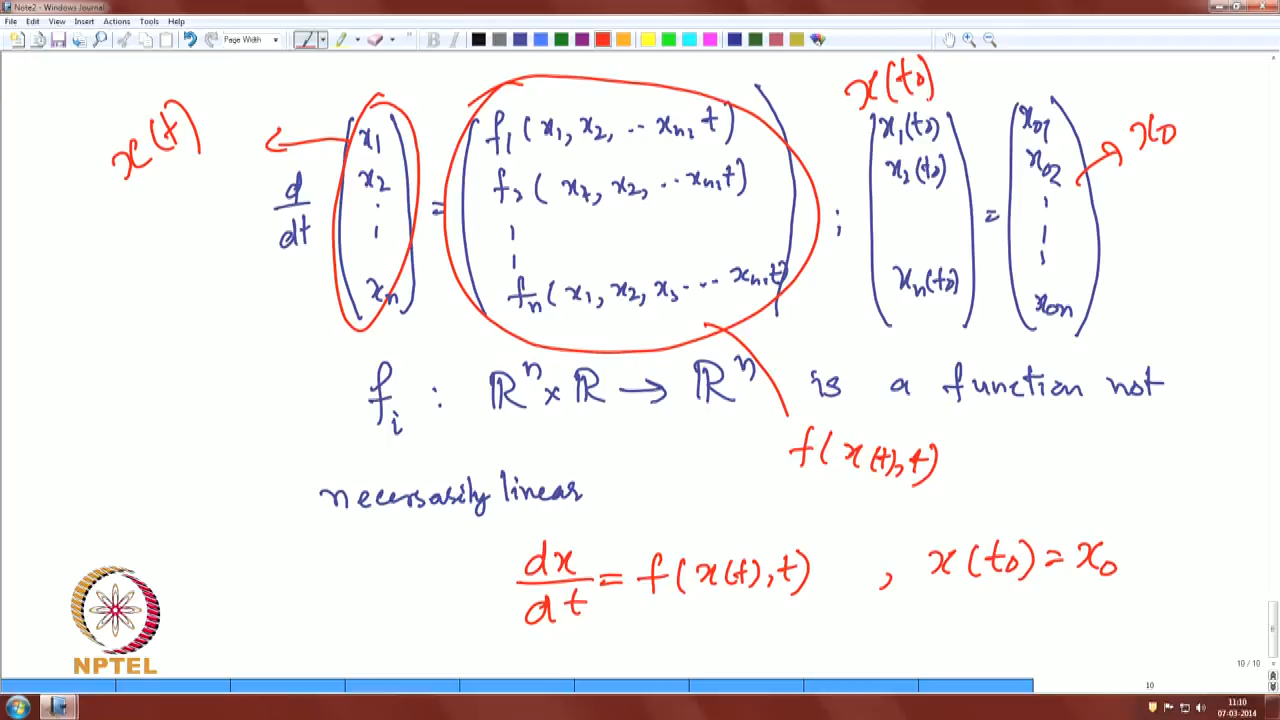 Note2 - Windows Journal
File Edit View Insert Actions Tools Help
Page Width
x(t)
d/dt (x1 x2 . . xn) = (f1(x1, x2, .. xn, t) f2(x2, x2, .. xn, t) fn(x1, x2, x3 ... xn, t)) ; x(t0) (x1(t0) x2(t0) xn(t0)) = (x01 x02 x0n) → x0
fi : ℝn × ℝ → ℝn is a function not
f(x(t), t)
necessarily linear
dx/dt = f(x(t), t) , x(t0) = x0
NPTEL
10 / 10
10
11:10
07-03-2014